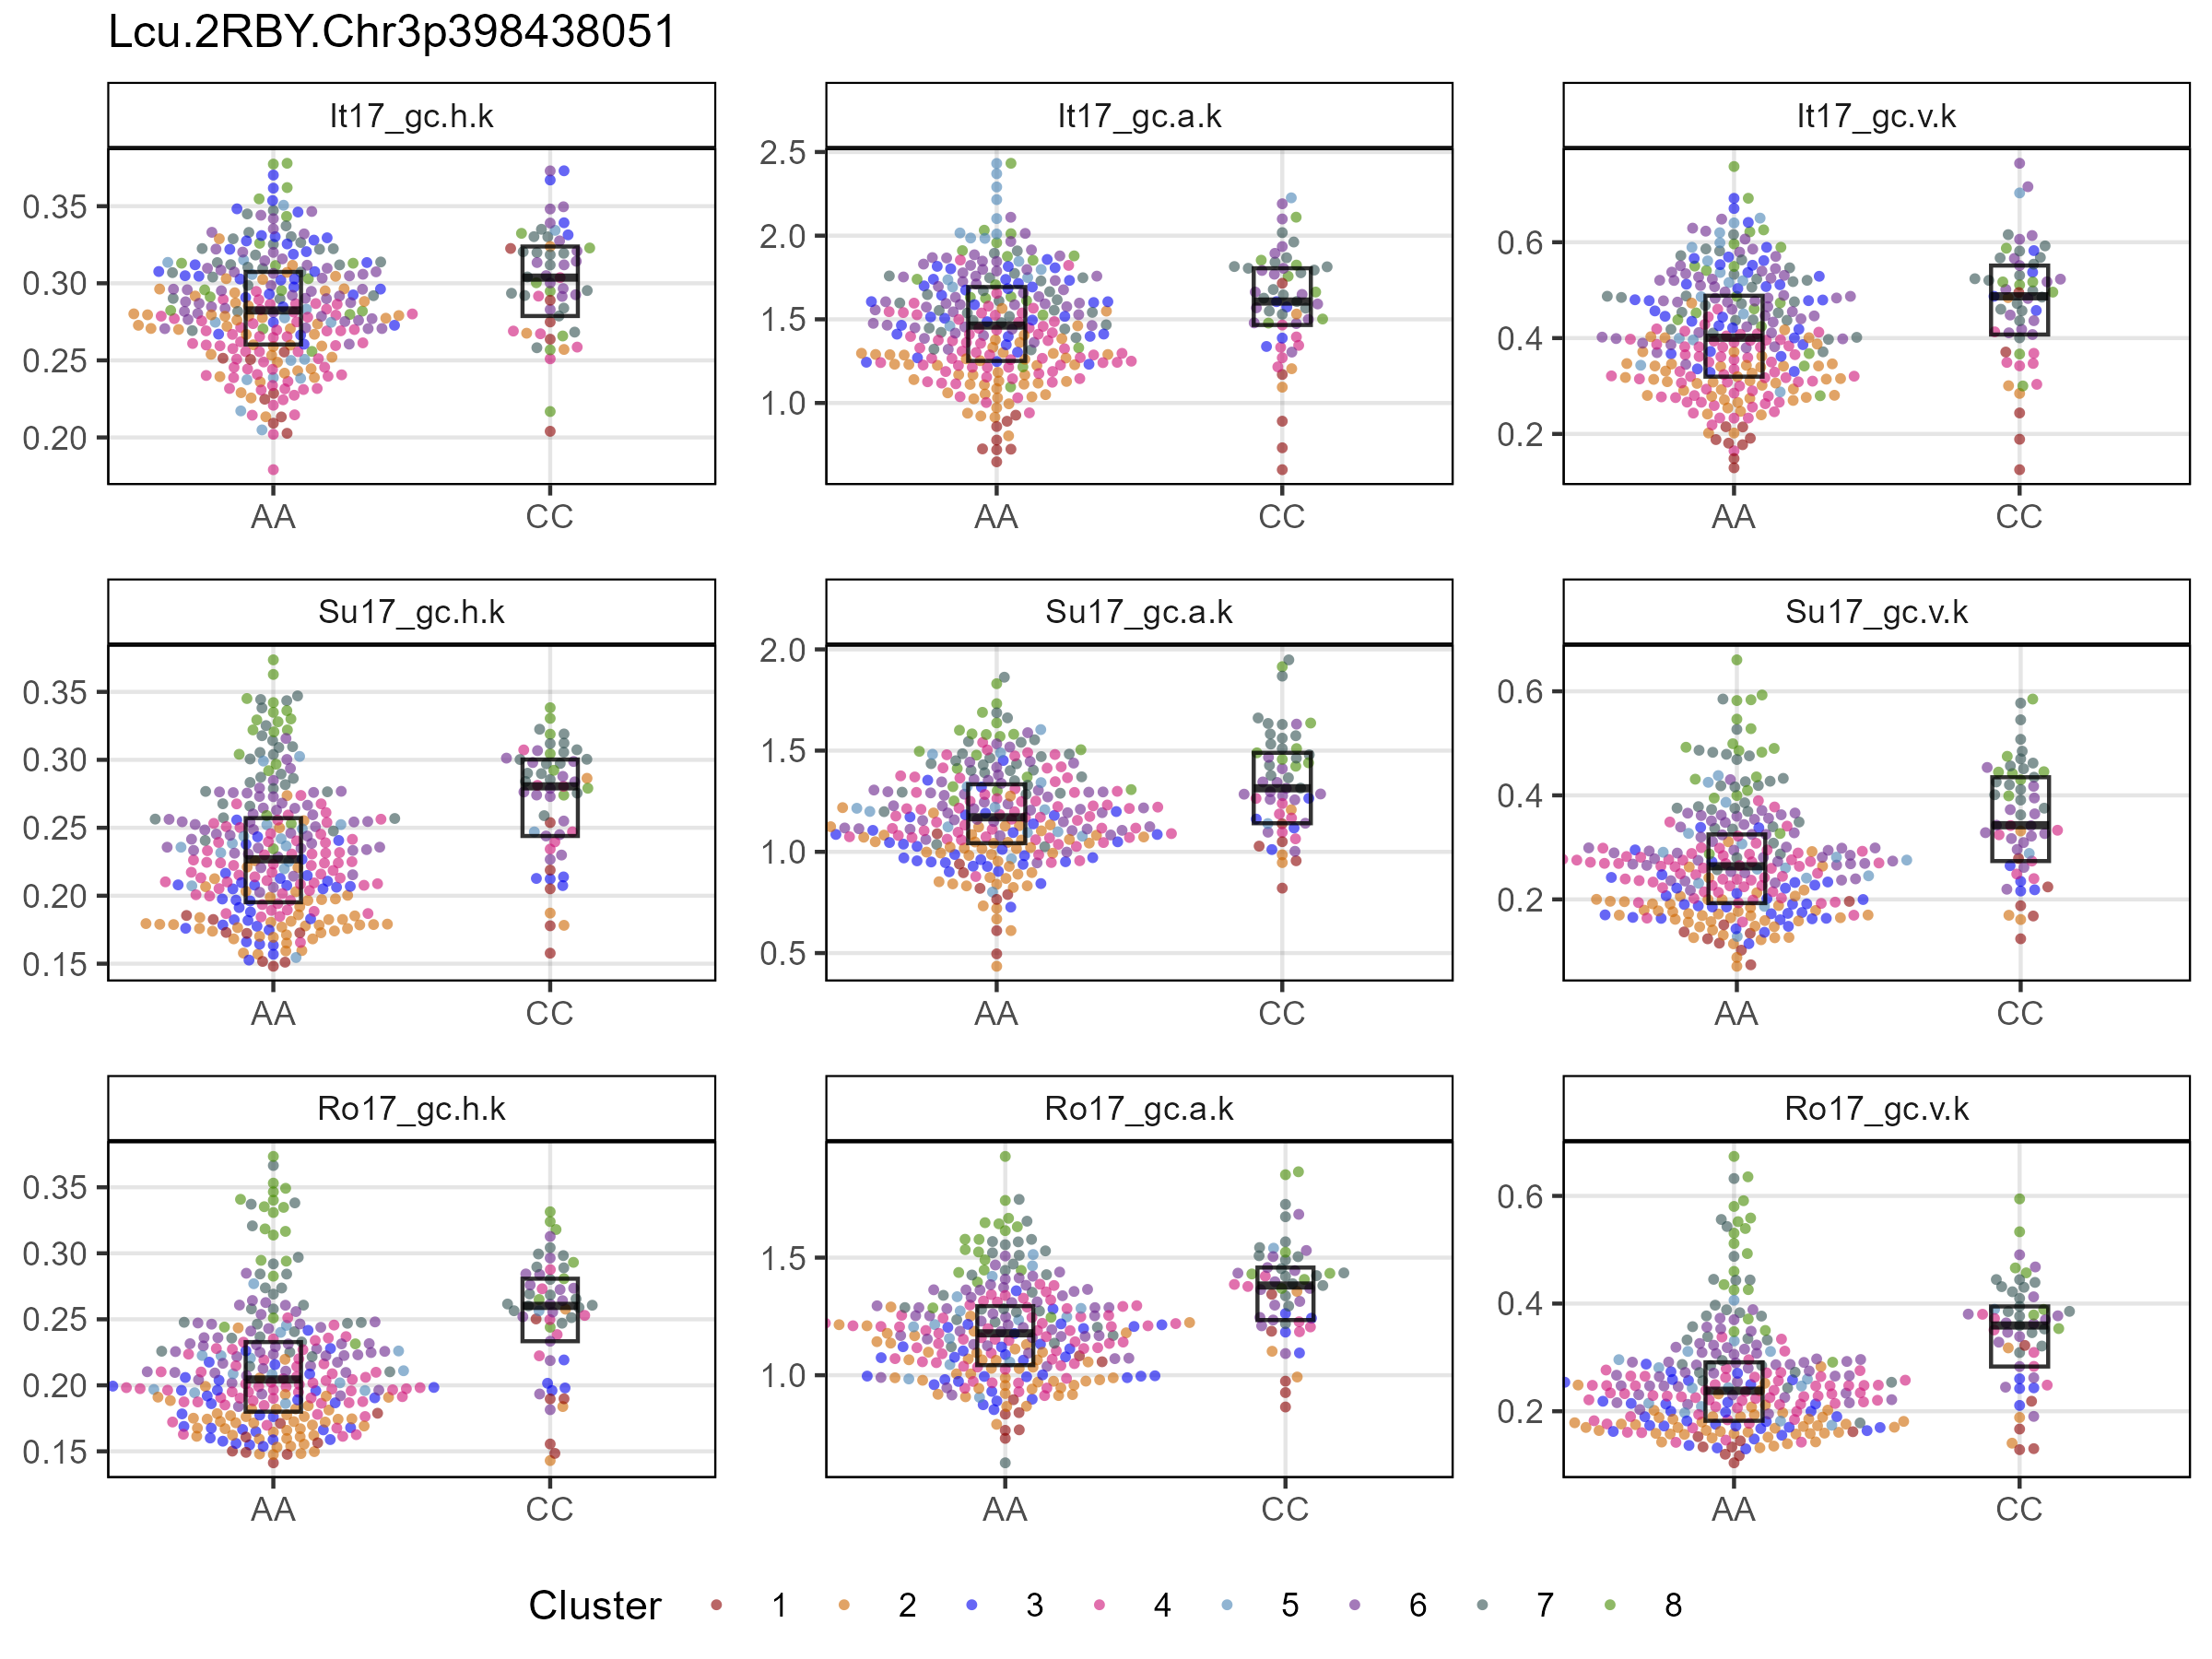 Lcu.2RBY.Chr3p398438051
It17_gc.h.k
It17_gc.a.k
It17_gc.v.k
0.35
0.30
0.25
0.20
2.5
2.0
1.5
1.0
0.6
0.4
0.2
AA CC
AA CC
AA CC
Su17_gc.h.k
Su17_gc.a.k
Su17_gc.v.k
0.35
0.30
0.25
0.20
0.15
2.0
1.5
1.0
0.5
0.6
0.4
0.2
AA CC
AA CC
AA CC
Ro17_gc.h.k
Ro17_gc.a.k
Ro17_gc.v.k
0.35
0.30
0.25
0.20
0.15
1.5
1.0
0.6
0.4
0.2
AA CC
AA CC
AA CC
Cluster 1 2 3 4 5 6 7 8